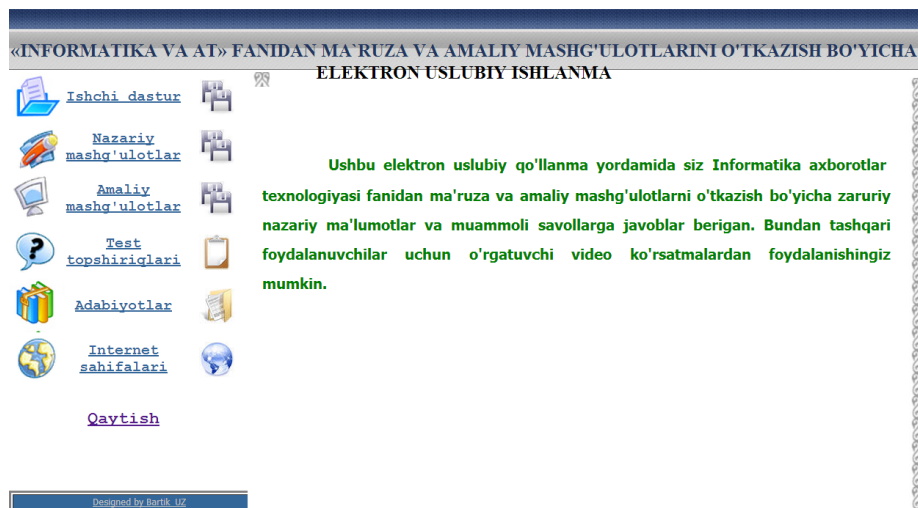 «INFORMATIKA VA AT» FANIDAN MA`RUZA VA AMALIY MASHG'ULOTLARINI O'TKAZISH BO'YICHA
ELEKTRON USLUBIY ISHLANMA
Ishchi dastur
Nazariy
mashg'ulotlar
Amaliy
mashg'ulotlar
Test
topshiriqlari
Adabiyotlar
Internet
sahifalari
Qaytish
Designed by Bartik_UZ
Ushbu elektron uslubiy qo'llanma yordamida siz Informatika axborotlar
texnologiyasi fanidan ma'ruza va amaliy mashg'ulotlarni o'tkazish bo'yicha zaruriy
nazariy ma'lumotlar va muammoli savollarga javoblar berigan. Bundan tashqari
foydalanuvchilar uchun o'rgatuvchi video ko'rsatmalardan foydalanishingiz
mumkin.